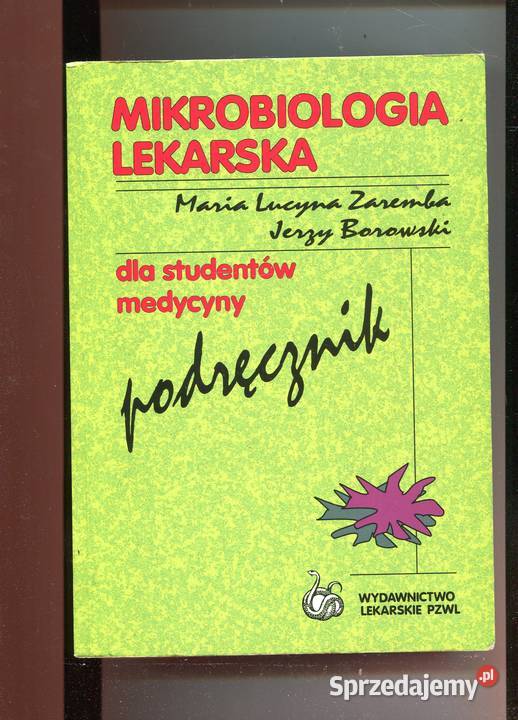 MIKROBIOLOGIA
LEKARSKA
Maria Lucyna Zaremba
Jerzy Borowski
dla studentów
medycyny
podręcznik
WYDAWNICTWO
LEKARSKIE PZWL
Sprzedajemy.pl